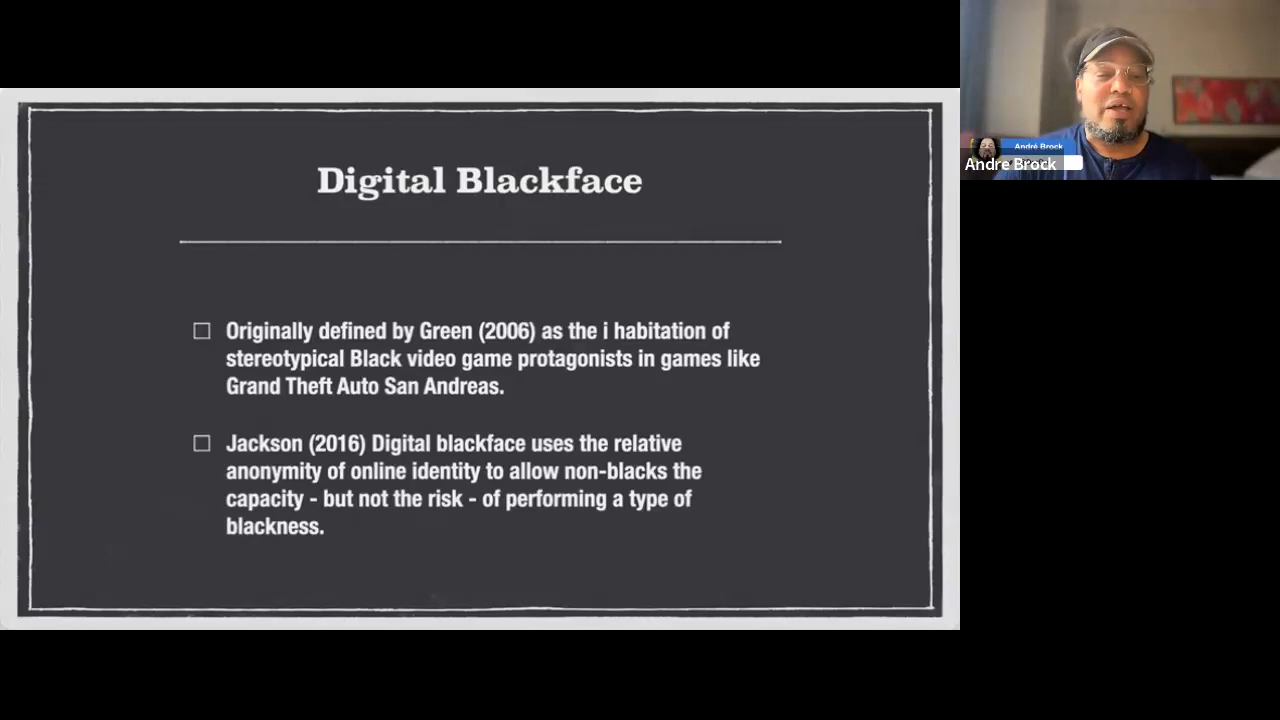 Digital Blackface
Originally defined by Green (2006) as the i habitation of
stereotypical Black video game protagonists in games like
Grand Theft Auto San Andreas.
Jackson (2016) Digital blackface uses the relative
anonymity of online identity to allow non-blacks the
capacity - but not the risk - of performing a type of
blackness.
André Brock
Andre Brock